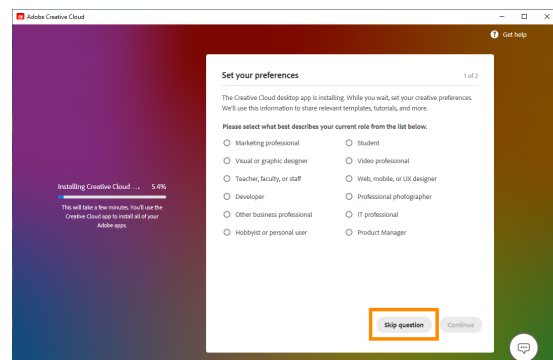 Adobe Creative Cloud
Get help
Set your preferences
1 of 2
The Creative Cloud desktop app is installing. While you wait, set your creative preferences.
We'll use this information to share relevant templates, tutorials, and more.
Please select what best describes your current role from the list below.
Marketing professional
Student
Visual or graphic designer
Video professional
Teacher, faculty, or staff
Web, mobile, or UX designer
Developer
Professional photographer
Other business professional
IT professional
Hobbyist or personal user
Product Manager
Installing Creative Cloud ... 5.4%
This will take a few minutes. You'll use the
Creative Cloud app to install all of your
Adobe apps.
Skip question
Continue